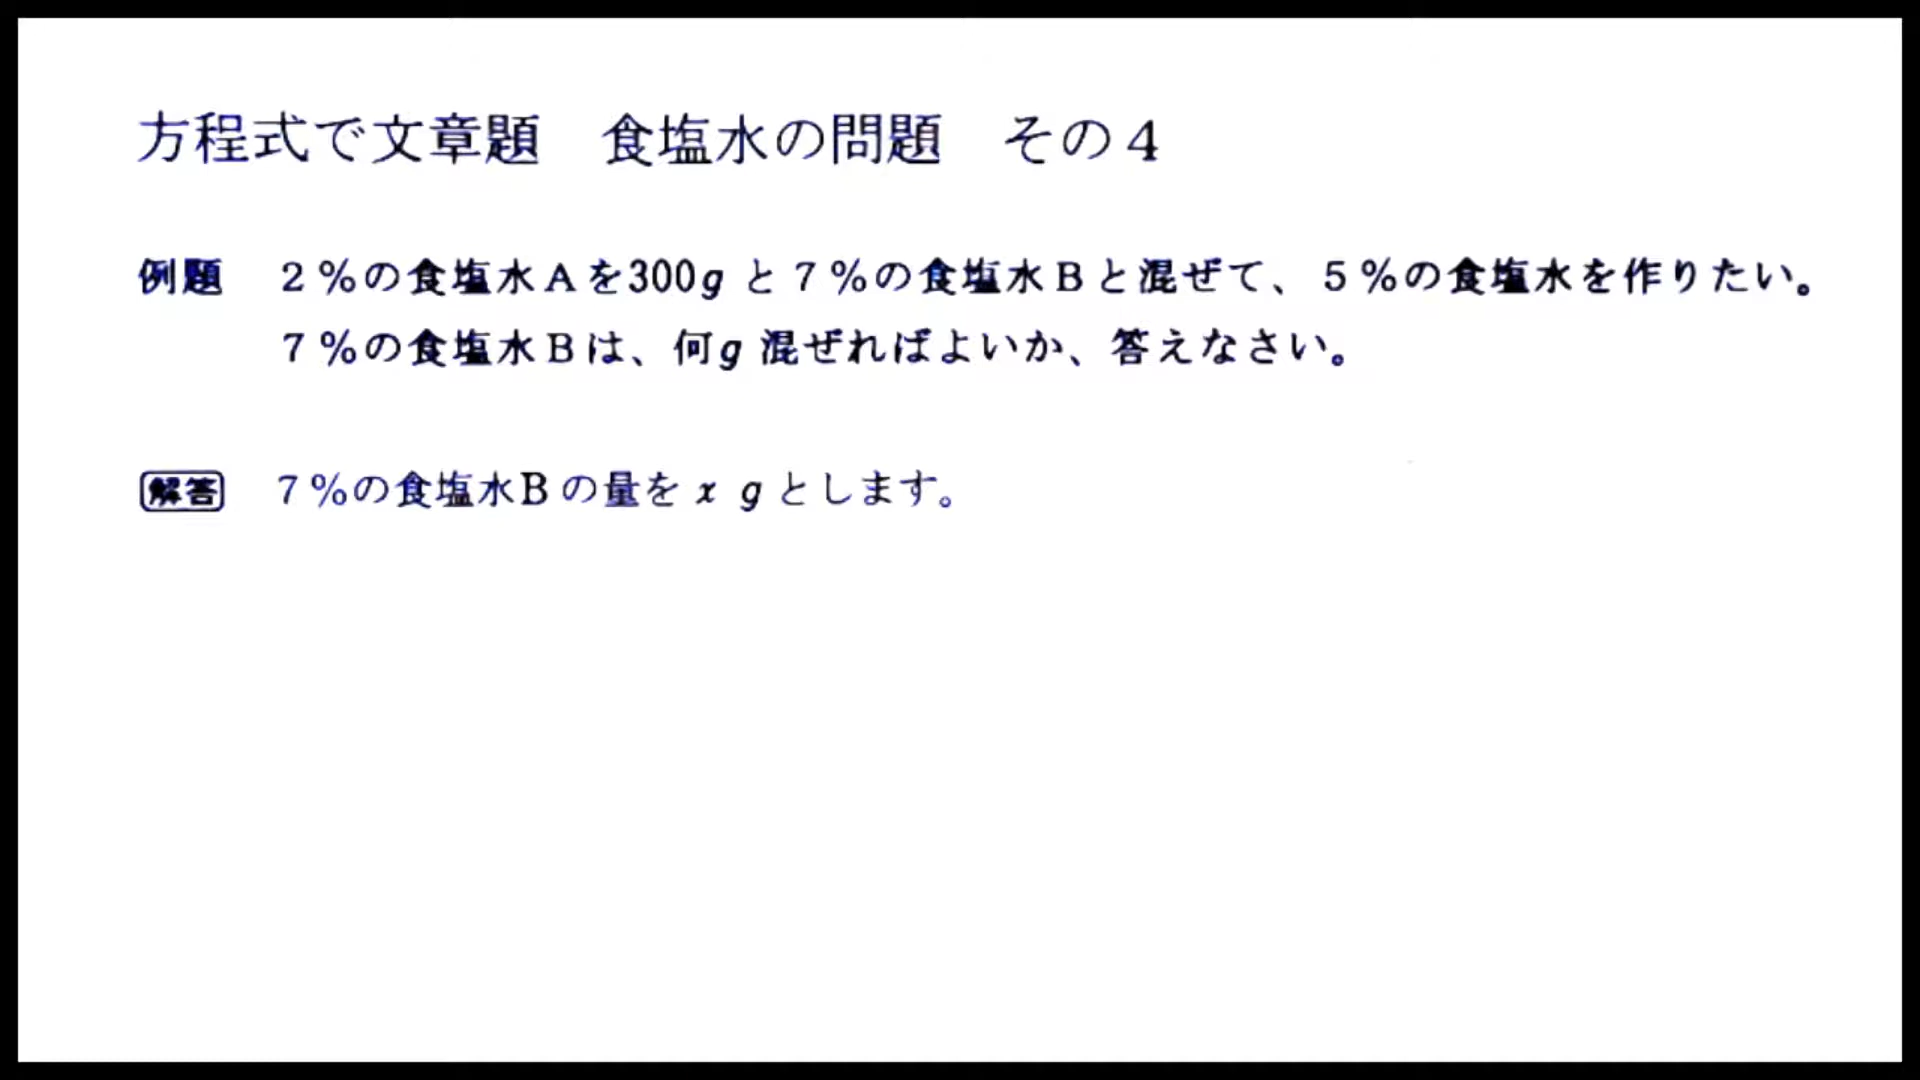 方程式で文章題　食塩水の問題　その４
例題　２％の食塩水Ａを300gと７％の食塩水Ｂと混ぜて、５％の食塩水を作りたい。
７％の食塩水Ｂは、何g混ぜればよいか、答えなさい。
解答　７％の食塩水Bの量をx gとします。